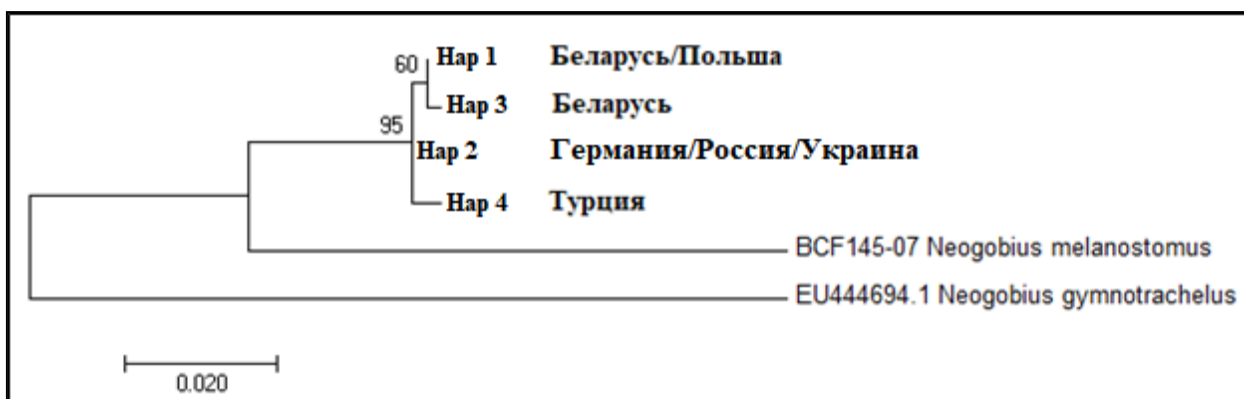 60 Hap 1 Беларусь/Польша
Hap 3 Беларусь
95
Hap 2 Германия/Россия/Украина
Hap 4 Турция
BCF145-07 Neogobius melanostomus
EU444694.1 Neogobius gymnotrachelus
0.020